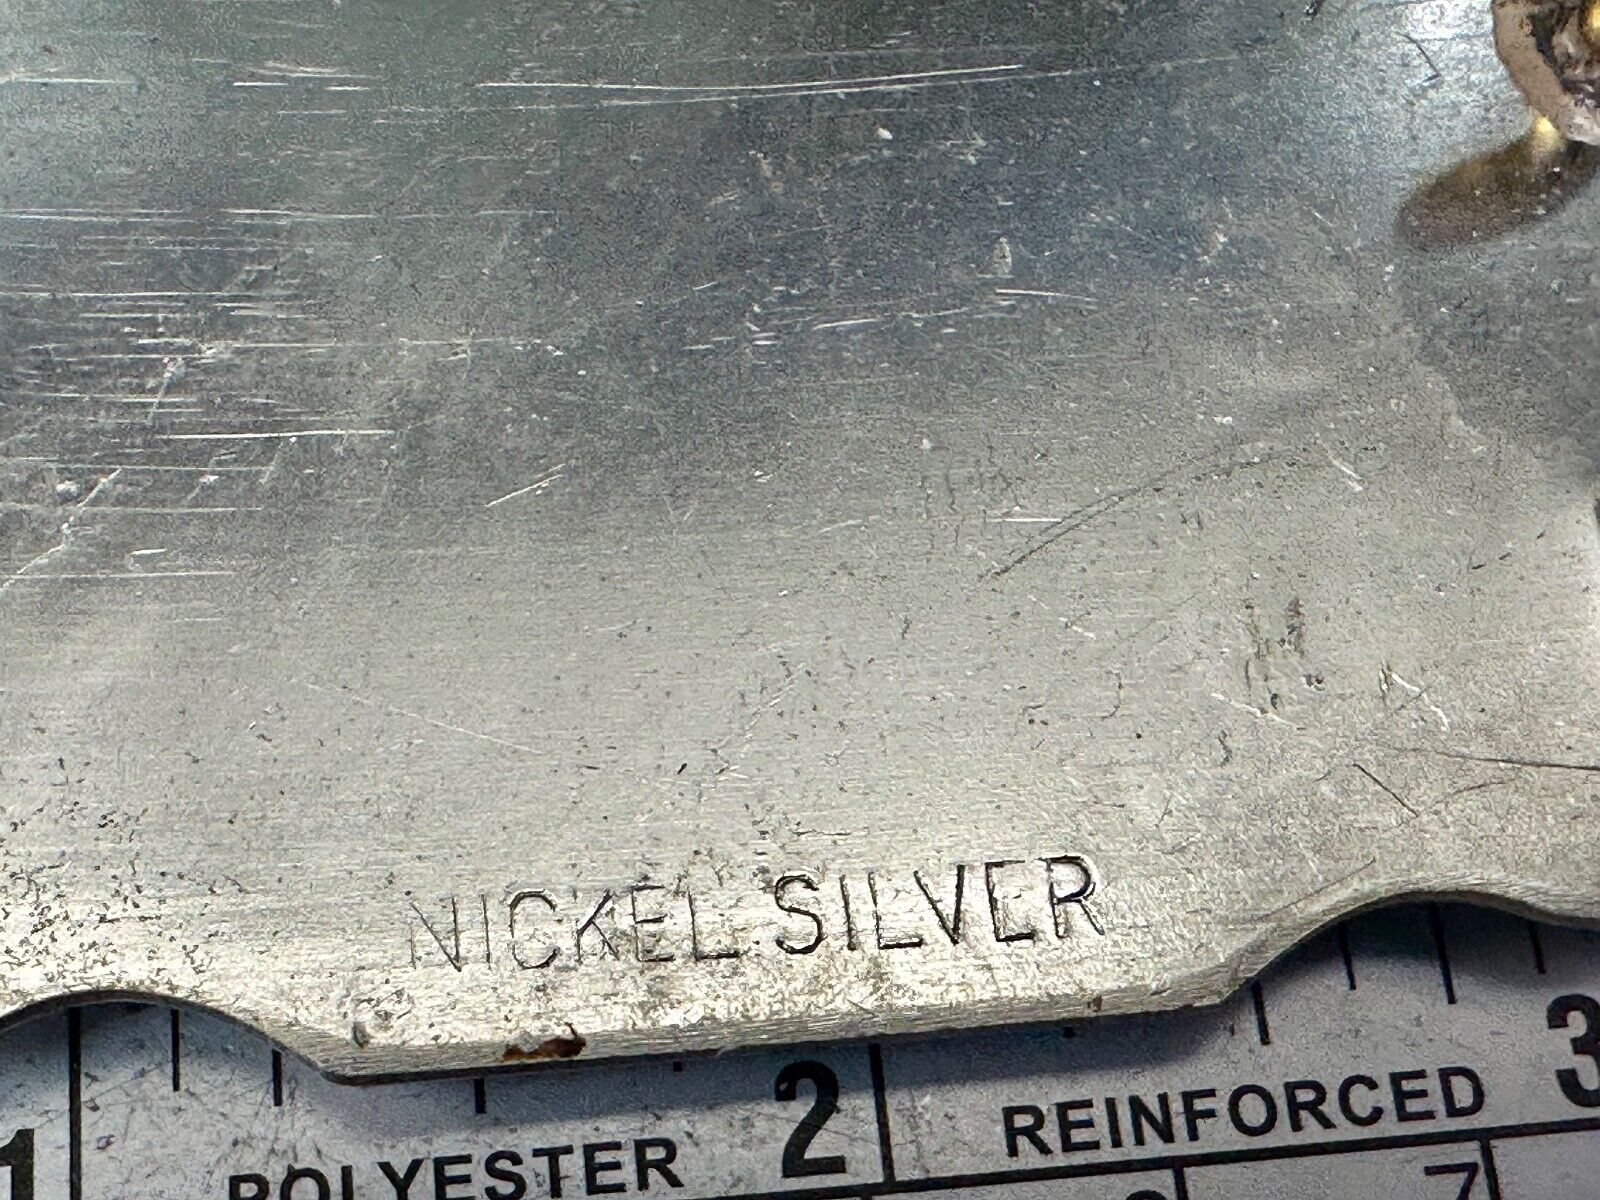 NICKEL SILVER
1 2 3
POLYESTER REINFORCED
7